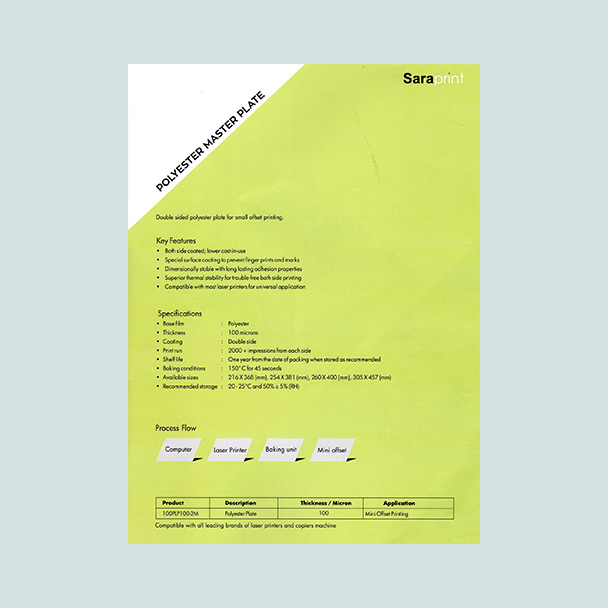 Saraprint
POLYESTER MASTER PLATE
Double sided polyester plate for small offset printing.
Key Features
• Both side coated; lower cost-in-use
• Special surface coating to prevent finger prints and marks
• Dimensionally stable with long lasting adhesion properties
• Superior thermal stability for trouble-free both side printing
• Compatible with most laser printers for universal application
Specifications
• Base film : Polyester
• Thickness : 100 microns
• Coating : Double side
• Print run : 2000 + impressions from each side
• Shelf life : One year from the date of packing when stored as recommended
• Baking conditions : 150°C for 45 seconds
• Available sizes : 216 X 368 (mm), 254 X 381 (mm), 260 X 400 (mm), 305 X 457 (mm)
• Recommended storage : 20 - 25°C and 50% ± 5% (RH)
Process Flow
Computer Laser Printer Baking unit Mini offset
Product Description Thickness / Micron Application
100PLP100-2M Polyester Plate 100 Mini Offset Printing
Compatible with all leading brands of laser printers and copiers machine